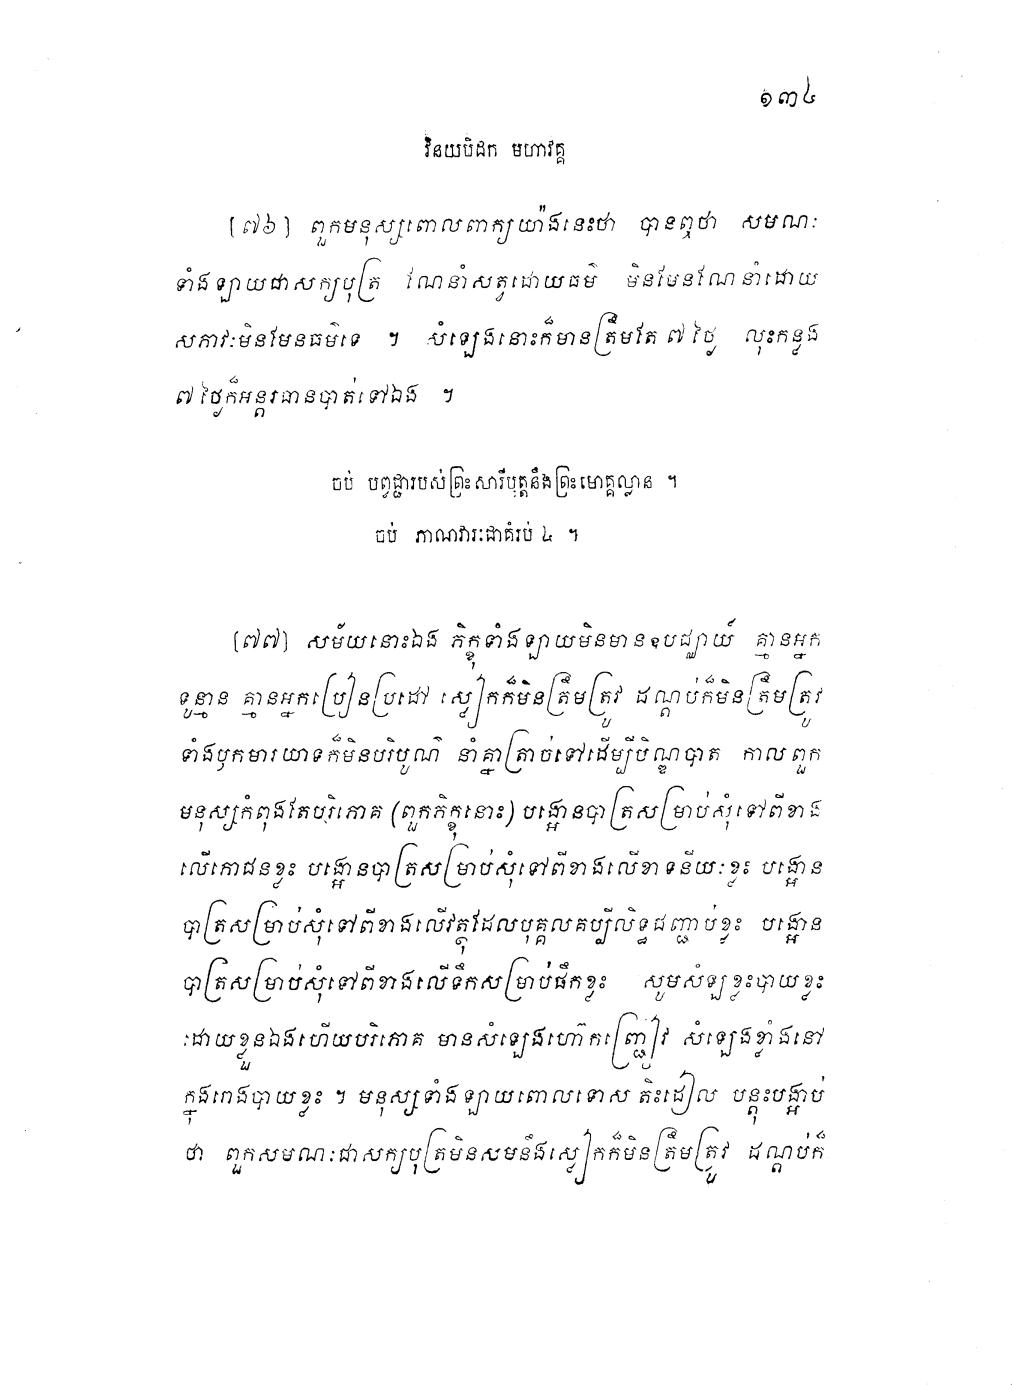 ១៣៤
វិនយបិដក មហាវគ្គ
[៧៦] ពួកមនុស្សពោលពាក្យយ៉ាងនេះថា បានឮថា សមណៈ
ទាំងឡាយជាសក្យបុត្រ ណែនាំសត្វដោយធម៌ មិនមែនណែនាំដោយ
សភាវៈមិនមែនធម៌ទេ ។ សំឡេងនោះក៏មានត្រឹមតែ ៧ ថ្ងៃ លុះកន្លង
៧ ថ្ងៃក៏អន្តរធានបាត់ទៅឯង ។
ចប់ បព្វជ្ជារបស់ព្រះសារីបុត្តនឹងព្រះមោគ្គល្លាន ។
ចប់ ភាណវារៈជាគំរប់ ៤ ។
[៧៧] សម័យនោះឯង ភិក្ខុទាំងឡាយមិនមានឧបជ្ឈាយ៍ គ្មានអ្នក
ទូន្មាន គ្មានអ្នកប្រៀនប្រដៅ ស្លៀកក៏មិនត្រឹមត្រូវ ដណ្តប់ក៏មិនត្រឹមត្រូវ
ទាំងឫកមារយាទក៏មិនបរិបូណ៌ នាំគ្នាត្រាច់ទៅដើម្បីបិណ្ឌបាត កាលពួក
មនុស្សកំពុងតែបរិភោគ (ពួកភិក្ខុនោះ) បង្អោនបាត្រសម្រាប់សុំទៅពីខាង
លើភោជនខ្លះ បង្អោនបាត្រសម្រាប់សុំទៅពីខាងលើខាទនីយៈខ្លះ បង្អោន
បាត្រសម្រាប់សុំទៅពីខាងលើវត្ថុដែលបុគ្គលគប្បីលិទ្ធជញ្ជាប់ខ្លះ បង្អោន
បាត្រសម្រាប់សុំទៅពីខាងលើទឹកសម្រាប់ផឹកខ្លះ សូមសំឡខ្លះបាយខ្លះ
ដោយខ្លួនឯងហើយបរិភោគ មានសំឡេងហ៊ោកញ្ជ្រៀវ សំឡេងខ្លាំងនៅ
ក្នុងរោងបាយខ្លះ ។ មនុស្សទាំងឡាយពោលទោស តិះដៀល បន្តុះបង្អាប់
ថា ពួកសមណៈជាសក្យបុត្រមិនសមនឹងស្លៀកក៏មិនត្រឹមត្រូវ ដណ្តប់ក៏